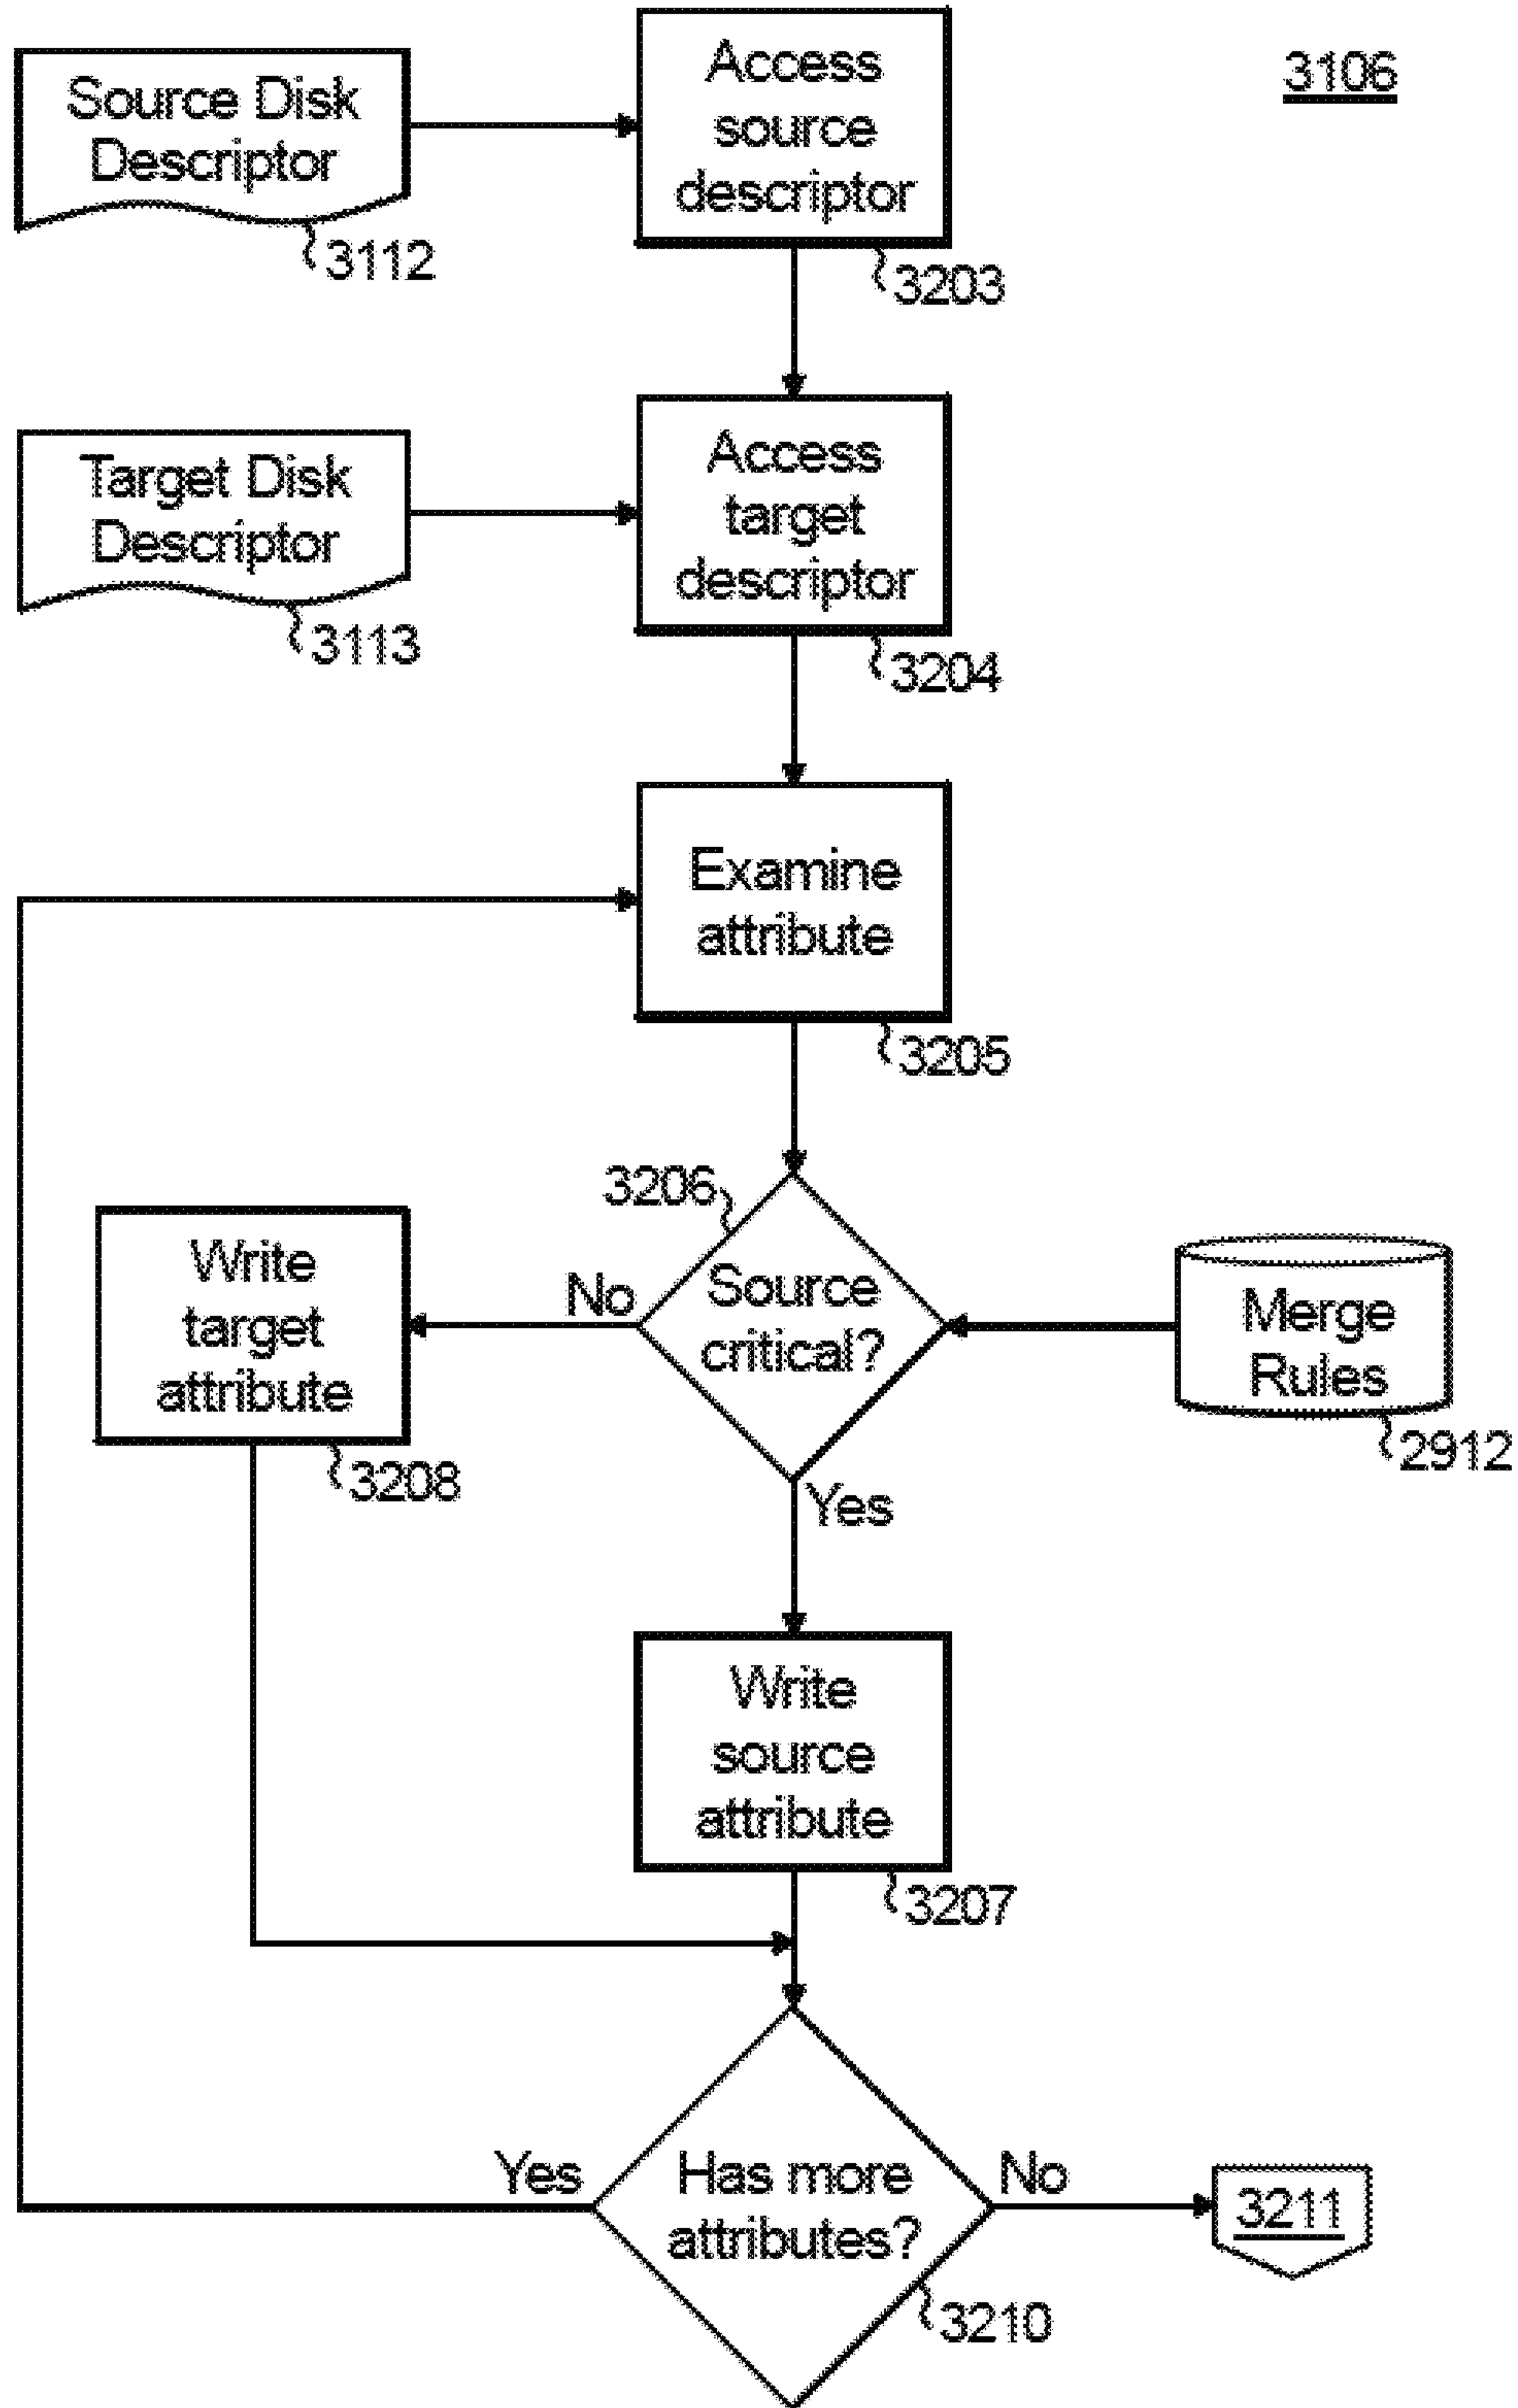 3106
Source Disk
Descriptor
3112
Access
source
descriptor
3203
Target Disk
Descriptor
3113
Access
target
descriptor
3204
Examine
attribute
3205
3206
Source
critical?
No
Yes
Merge
Rules
2912
Write
target
attribute
3208
Write
source
attribute
3207
Has more
attributes?
Yes
No
3210
3211